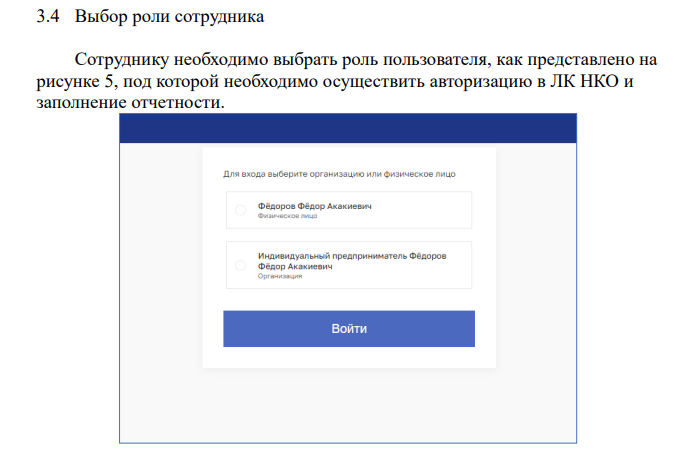 3.4 Выбор роли сотрудника
Сотруднику необходимо выбрать роль пользователя, как представлено на
рисунке 5, под которой необходимо осуществить авторизацию в ЛК НКО и
заполнение отчетности.
Для входа выберите организацию или физическое лицо
Фёдоров Фёдор Акакиевич
Физическое лицо
Индивидуальный предприниматель Фёдоров
Фёдор Акакиевич
Организация
Войти